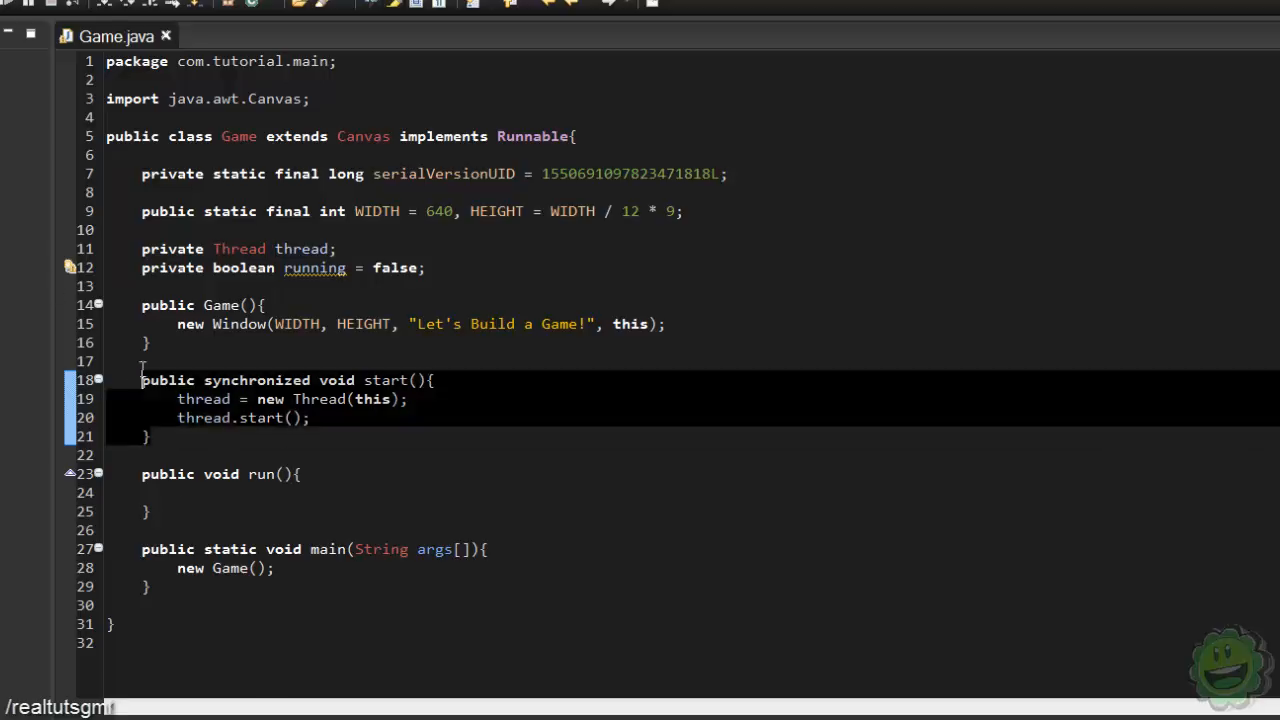 Game.java
1 package com.tutorial.main;
2
3 import java.awt.Canvas;
4
5 public class Game extends Canvas implements Runnable{
6
7 private static final long serialVersionUID = 1550691097823471818L;
8
9 public static final int WIDTH = 640, HEIGHT = WIDTH / 12 * 9;
10
11 private Thread thread;
12 private boolean running = false;
13
14 public Game(){
15 new Window(WIDTH, HEIGHT, "Let's Build a Game!", this);
16 }
17
18 public synchronized void start(){
19 thread = new Thread(this);
20 thread.start();
21 }
22
23 public void run(){
24
25 }
26
27 public static void main(String args[]){
28 new Game();
29 }
30
31 }
32
/realtutsgm